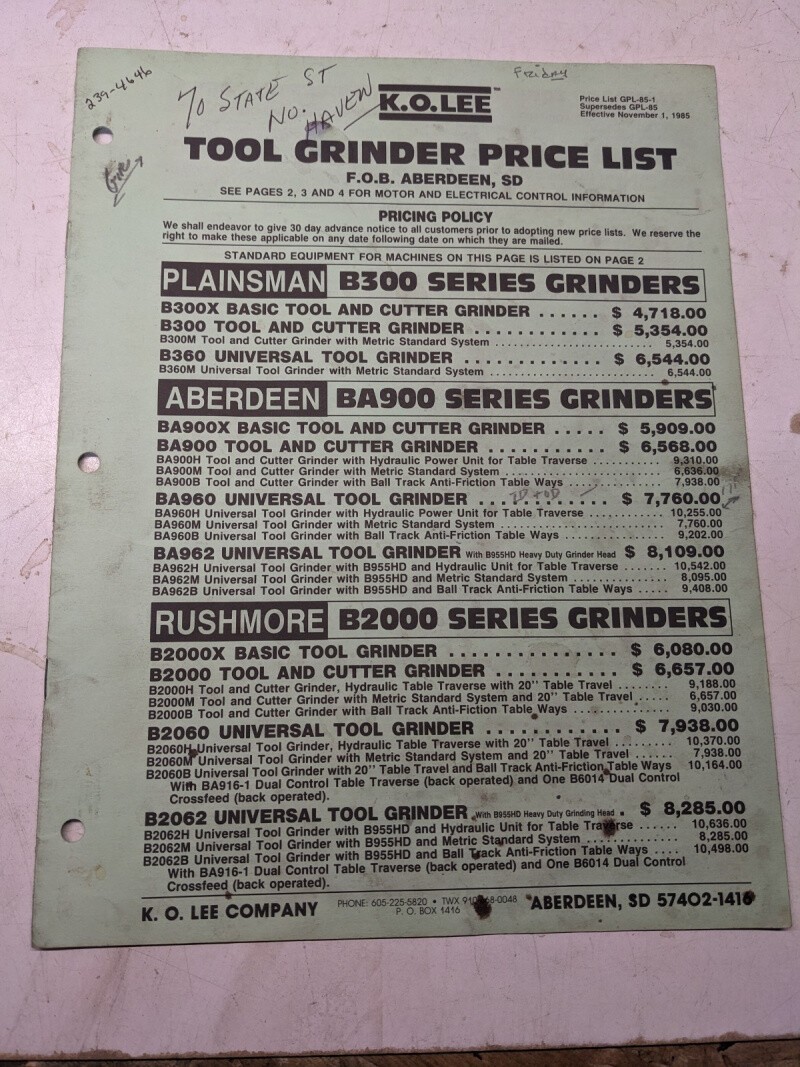 239-4646
70 STATE ST
NO. HAVEN
Friday
K.O. LEE™
Price List GPL-85-1
Supersedes GPL-85
Effective November 1, 1985
TOOL GRINDER PRICE LIST
F.O.B. ABERDEEN, SD
SEE PAGES 2, 3 AND 4 FOR MOTOR AND ELECTRICAL CONTROL INFORMATION
PRICING POLICY
We shall endeavor to give 30 day advance notice to all customers prior to adopting new price lists. We reserve the
right to make these applicable on any date following date on which they are mailed.
STANDARD EQUIPMENT FOR MACHINES ON THIS PAGE IS LISTED ON PAGE 2
PLAINSMAN B300 SERIES GRINDERS
B300X BASIC TOOL AND CUTTER GRINDER ...... $ 4,718.00
B300 TOOL AND CUTTER GRINDER ............ $ 5,354.00
B300M Tool and Cutter Grinder with Metric Standard System .......................... 5,354.00
B360 UNIVERSAL TOOL GRINDER ............. $ 6,544.00
B360M Universal Tool Grinder with Metric Standard System ........................... 6,544.00
ABERDEEN BA900 SERIES GRINDERS
BA900X BASIC TOOL AND CUTTER GRINDER ..... $ 5,909.00
BA900 TOOL AND CUTTER GRINDER ........... $ 6,568.00
BA900H Tool and Cutter Grinder with Hydraulic Power Unit for Table Traverse .......... 9,310.00
BA900M Tool and Cutter Grinder with Metric Standard System ......................... 6,636.00
BA900B Tool and Cutter Grinder with Ball Track Anti-Friction Table Ways ............... 7,938.00
BA960 UNIVERSAL TOOL GRINDER ............ $ 7,760.00
BA960H Universal Tool Grinder with Hydraulic Power Unit for Table Traverse ............ 10,255.00
BA960M Universal Tool Grinder with Metric Standard System .......................... 7,760.00
BA960B Universal Tool Grinder with Ball Track Anti-Friction Table Ways ................ 9,202.00
BA962 UNIVERSAL TOOL GRINDER With B955HD Heavy Duty Grinder Head $ 8,109.00
BA962H Universal Tool Grinder with B955HD and Hydraulic Unit for Table Traverse ....... 10,542.00
BA962M Universal Tool Grinder with B955HD and Metric Standard System ............... 8,095.00
BA962B Universal Tool Grinder with B955HD and Ball Track Anti-Friction Table Ways ..... 9,408.00
RUSHMORE B2000 SERIES GRINDERS
B2000X BASIC TOOL GRINDER ............... $ 6,080.00
B2000 TOOL AND CUTTER GRINDER ........... $ 6,657.00
B2000H Tool and Cutter Grinder, Hydraulic Table Traverse with 20'' Table Travel ........ 9,188.00
B2000M Tool and Cutter Grinder with Metric Standard System and 20'' Table Travel ..... 6,657.00
B2000B Tool and Cutter Grinder with Ball Track Anti-Friction Table Ways ............... 9,030.00
B2060 UNIVERSAL TOOL GRINDER ............ $ 7,938.00
B2060H Universal Tool Grinder, Hydraulic Table Traverse with 20'' Table Travel ......... 10,370.00
B2060M Universal Tool Grinder with Metric Standard System and 20'' Table Travel ....... 7,938.00
B2060B Universal Tool Grinder with 20'' Table Travel and Ball Track Anti-Friction Table Ways 10,164.00
With BA916-1 Dual Control Table Traverse (back operated) and One B6014 Dual Control
Crossfeed (back operated).
B2062 UNIVERSAL TOOL GRINDER With B955HD Heavy Duty Grinding Head . $ 8,285.00
B2062H Universal Tool Grinder with B955HD and Hydraulic Unit for Table Traverse ...... 10,636.00
B2062M Universal Tool Grinder with B955HD and Metric Standard System .............. 8,285.00
B2062B Universal Tool Grinder with B955HD and Ball Track Anti-Friction Table Ways .... 10,498.00
With BA916-1 Dual Control Table Traverse (back operated) and One B6014 Dual Control
Crossfeed (back operated).
K. O. LEE COMPANY
PHONE: 605-225-5820 • TWX
P. O. BOX 1416
ABERDEEN, SD 57402-1416